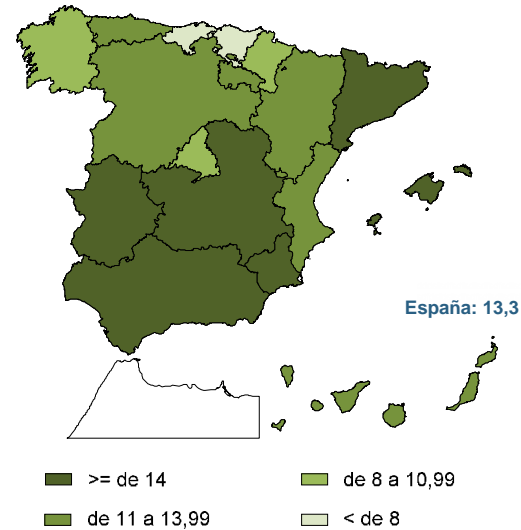 España: 13,3
>= de 14
de 8 a 10,99
de 11 a 13,99
< de 8